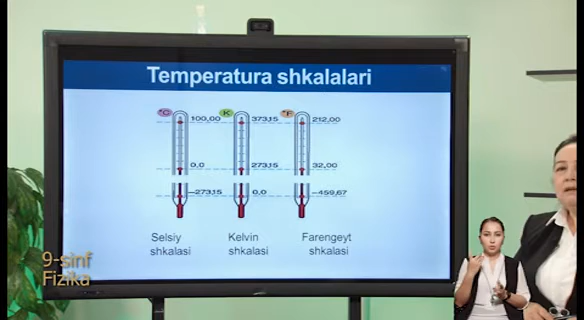 Temperatura shkalalari
°C K °F
100,00 373,15 212,00
0,0 273,15 32,00
−273,15 0,0 −459,67
Selsiy shkalasi
Kelvin shkalasi
Farengeyt shkalasi
9-sinf
Fizika